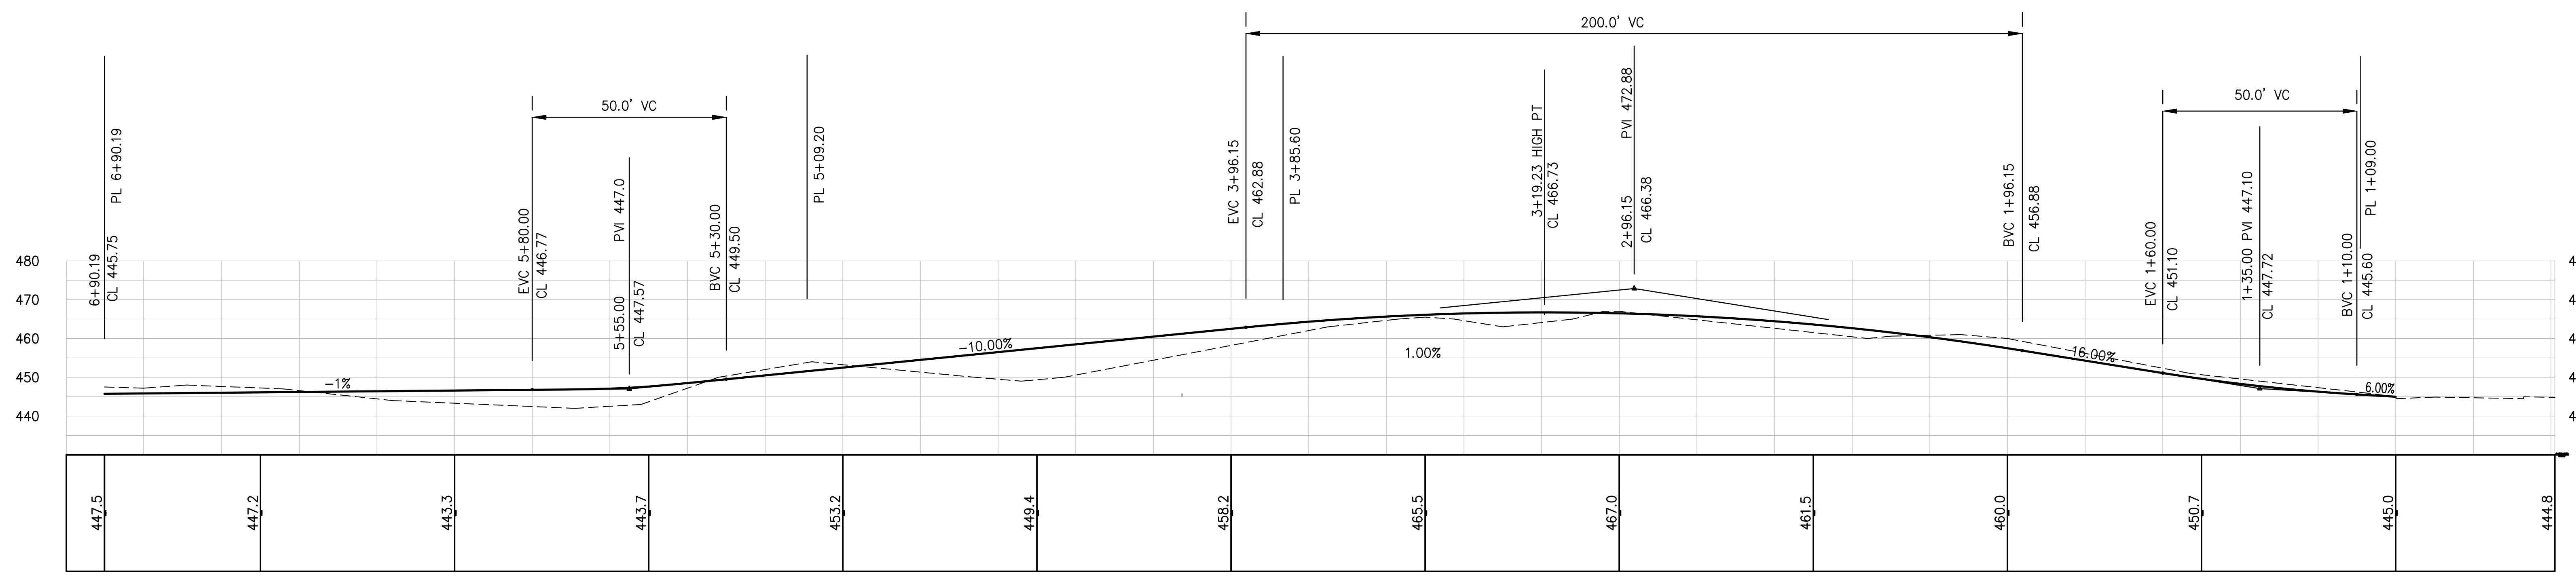 200.0' VC
50.0' VC
50.0' VC
PL 6+90.19
6+90.19
CL 445.75
EVC 5+80.00
CL 446.77
PVI 447.0
5+55.00
CL 447.57
BVC 5+30.00
CL 449.50
PL 5+09.20
EVC 3+96.15
CL 462.88
PL 3+85.60
3+19.23 HIGH PT
CL 466.73
PVI 472.88
2+96.15
CL 466.38
BVC 1+96.15
CL 456.88
EVC 1+60.00
CL 451.10
1+35.00 PVI 447.10
CL 447.72
BVC 1+10.00
CL 445.60
PL 1+09.00
480
470
460
450
440
4
4
4
4
4
-1%
-10.00%
1.00%
16.00%
6.00%
447.5
447.2
443.3
443.7
453.2
449.4
458.2
465.5
467.0
461.5
460.0
450.7
445.0
444.8